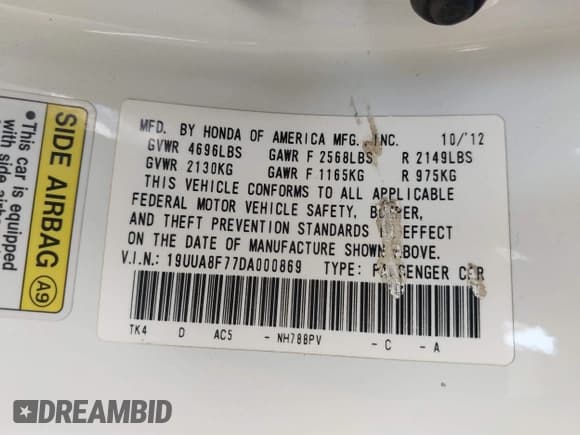 MFD. BY HONDA OF AMERICA MFG., INC. 10/'12
GVWR 4696LBS GAWR F 2568LBS R 2149LBS
GVWR 2130KG GAWR F 1165KG R 975KG
THIS VEHICLE CONFORMS TO ALL APPLICABLE
FEDERAL MOTOR VEHICLE SAFETY,
AND THEFT PREVENTION STANDARDS EFFECT
ON THE DATE OF MANUFACTURE SHOWN ABOVE.
V.I.N.: 19UUA8F77DA000869 TYPE: PASSENGER CAR
TK4 D AC5 - NH788PV - C - A
SIDE AIRBAG A9
•This car is equipped
with side
DREAMBID